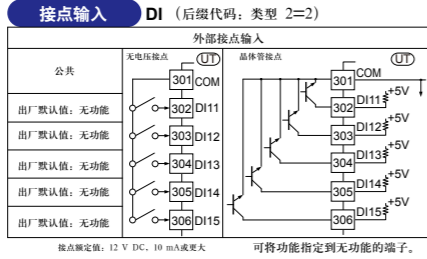 接点输入 DI （后缀代码：类型 2=2）
外部接点输入
无电压接点 UT 晶体管接点 UT
公共 301 COM 301 COM
+5V
出厂默认值：无功能 302 DI11 302 DI11
+5V
出厂默认值：无功能 303 DI12 303 DI12
+5V
出厂默认值：无功能 304 DI13 304 DI13
+5V
出厂默认值：无功能 305 DI14 305 DI14
+5V
出厂默认值：无功能 306 DI15 306 DI15
接点额定值：12 V DC、10 mA或更大 可将功能指定到无功能的端子。